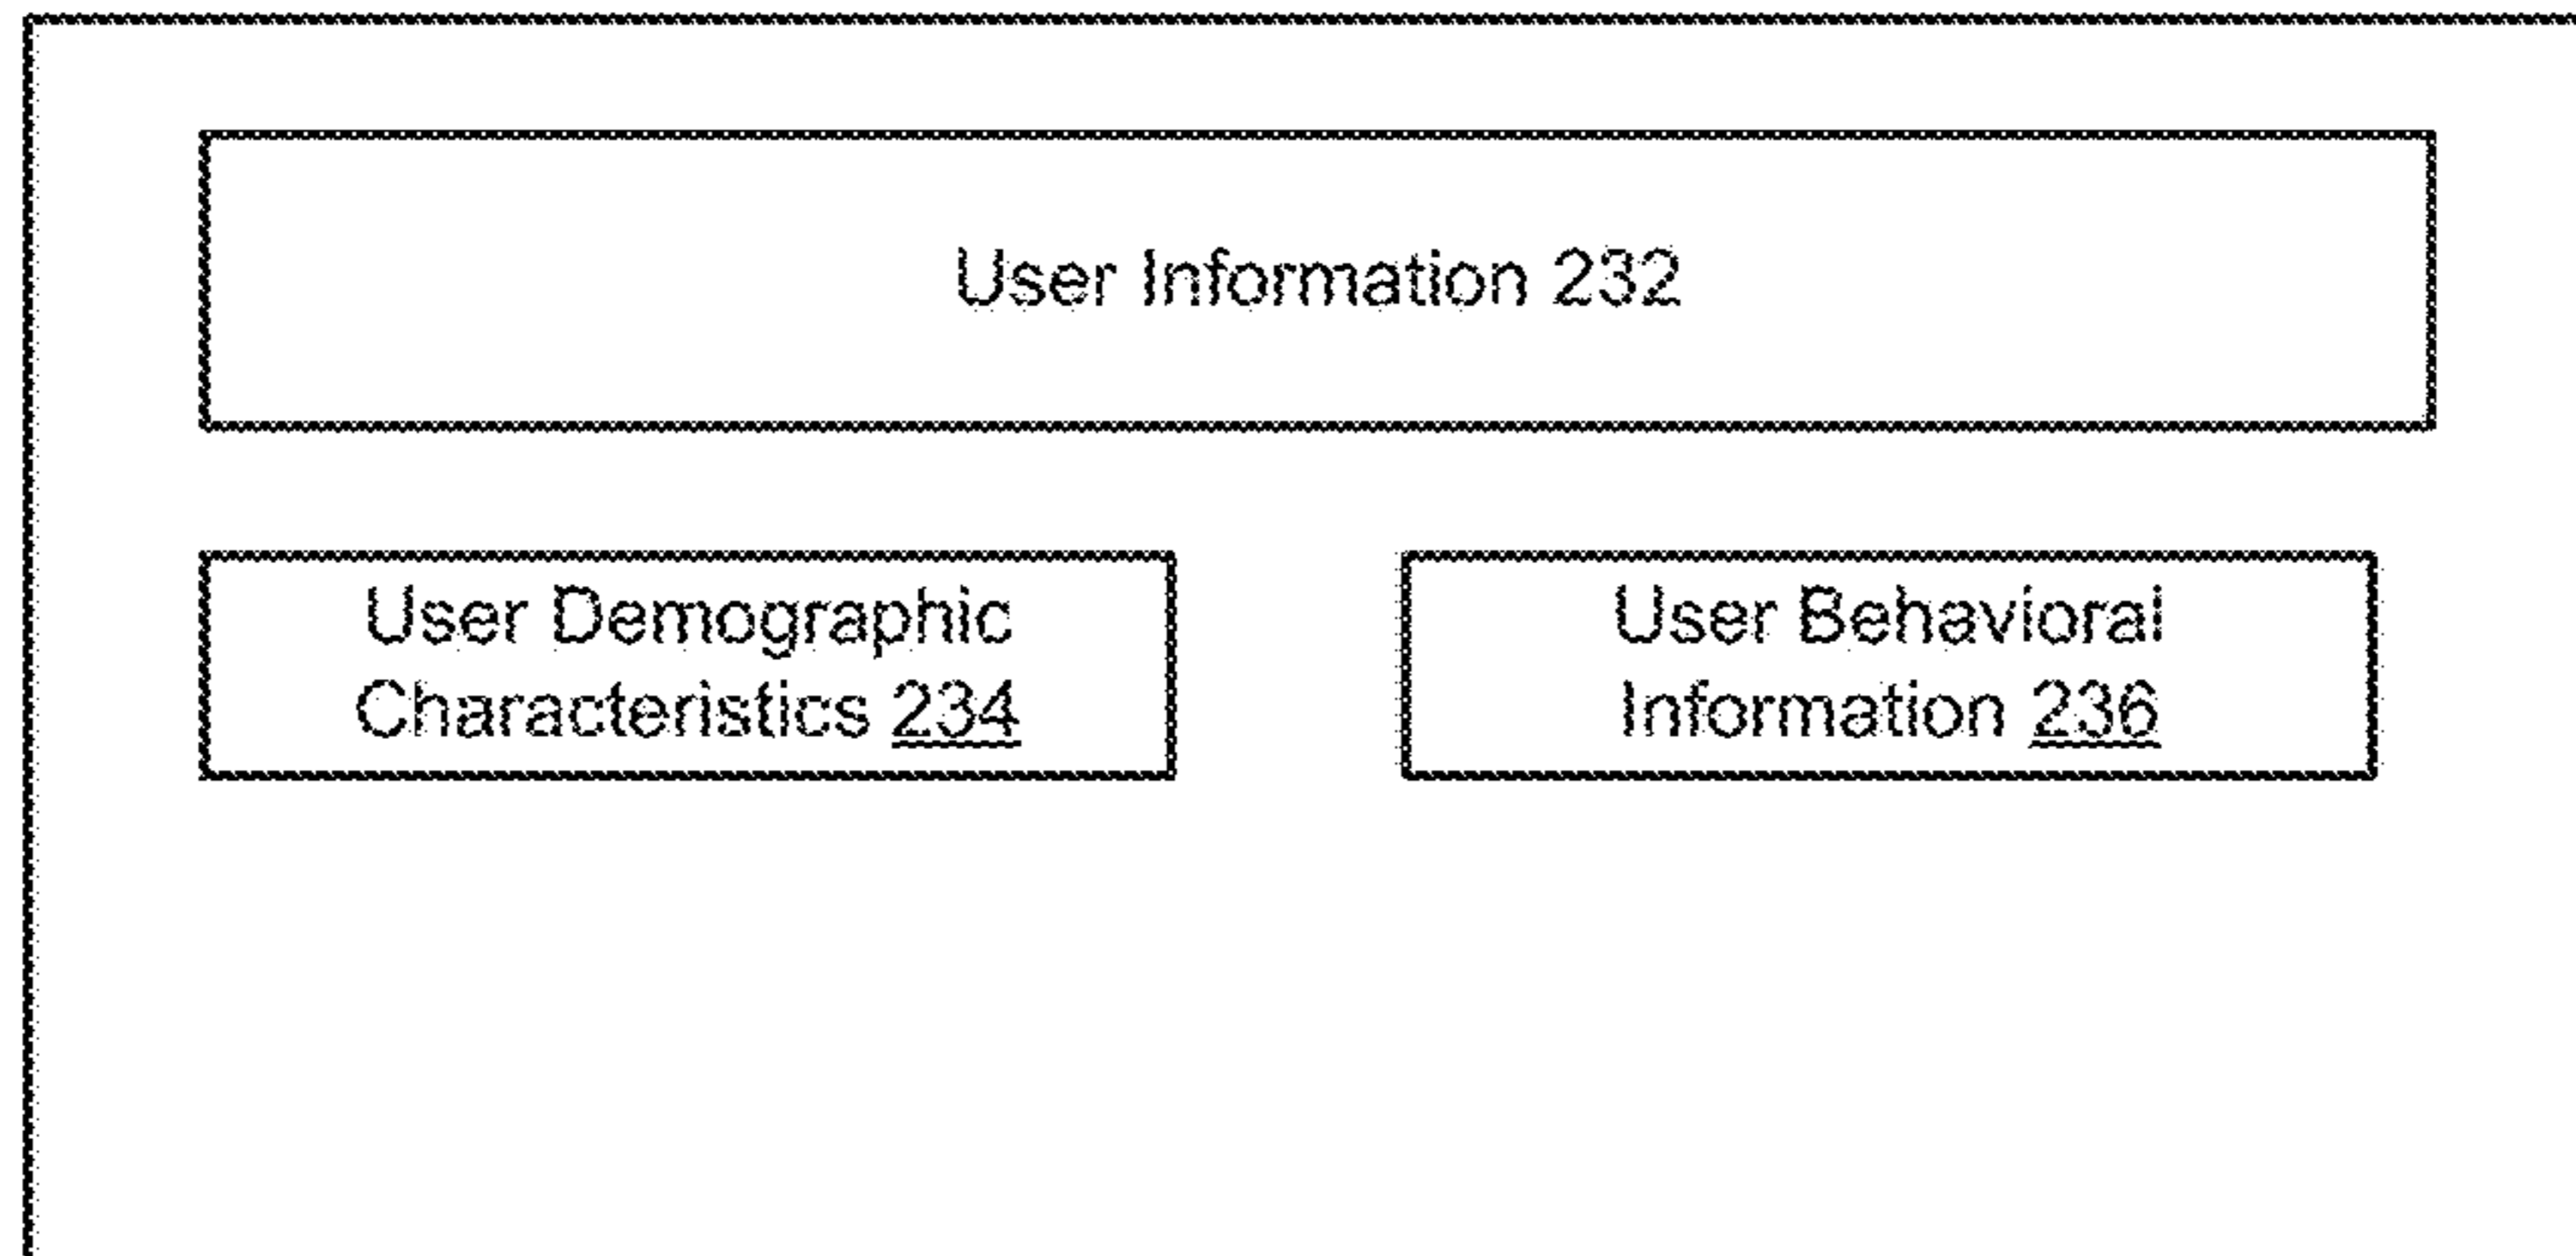 User Information 232
User Demographic
Characteristics 234
User Behavioral
Information 236